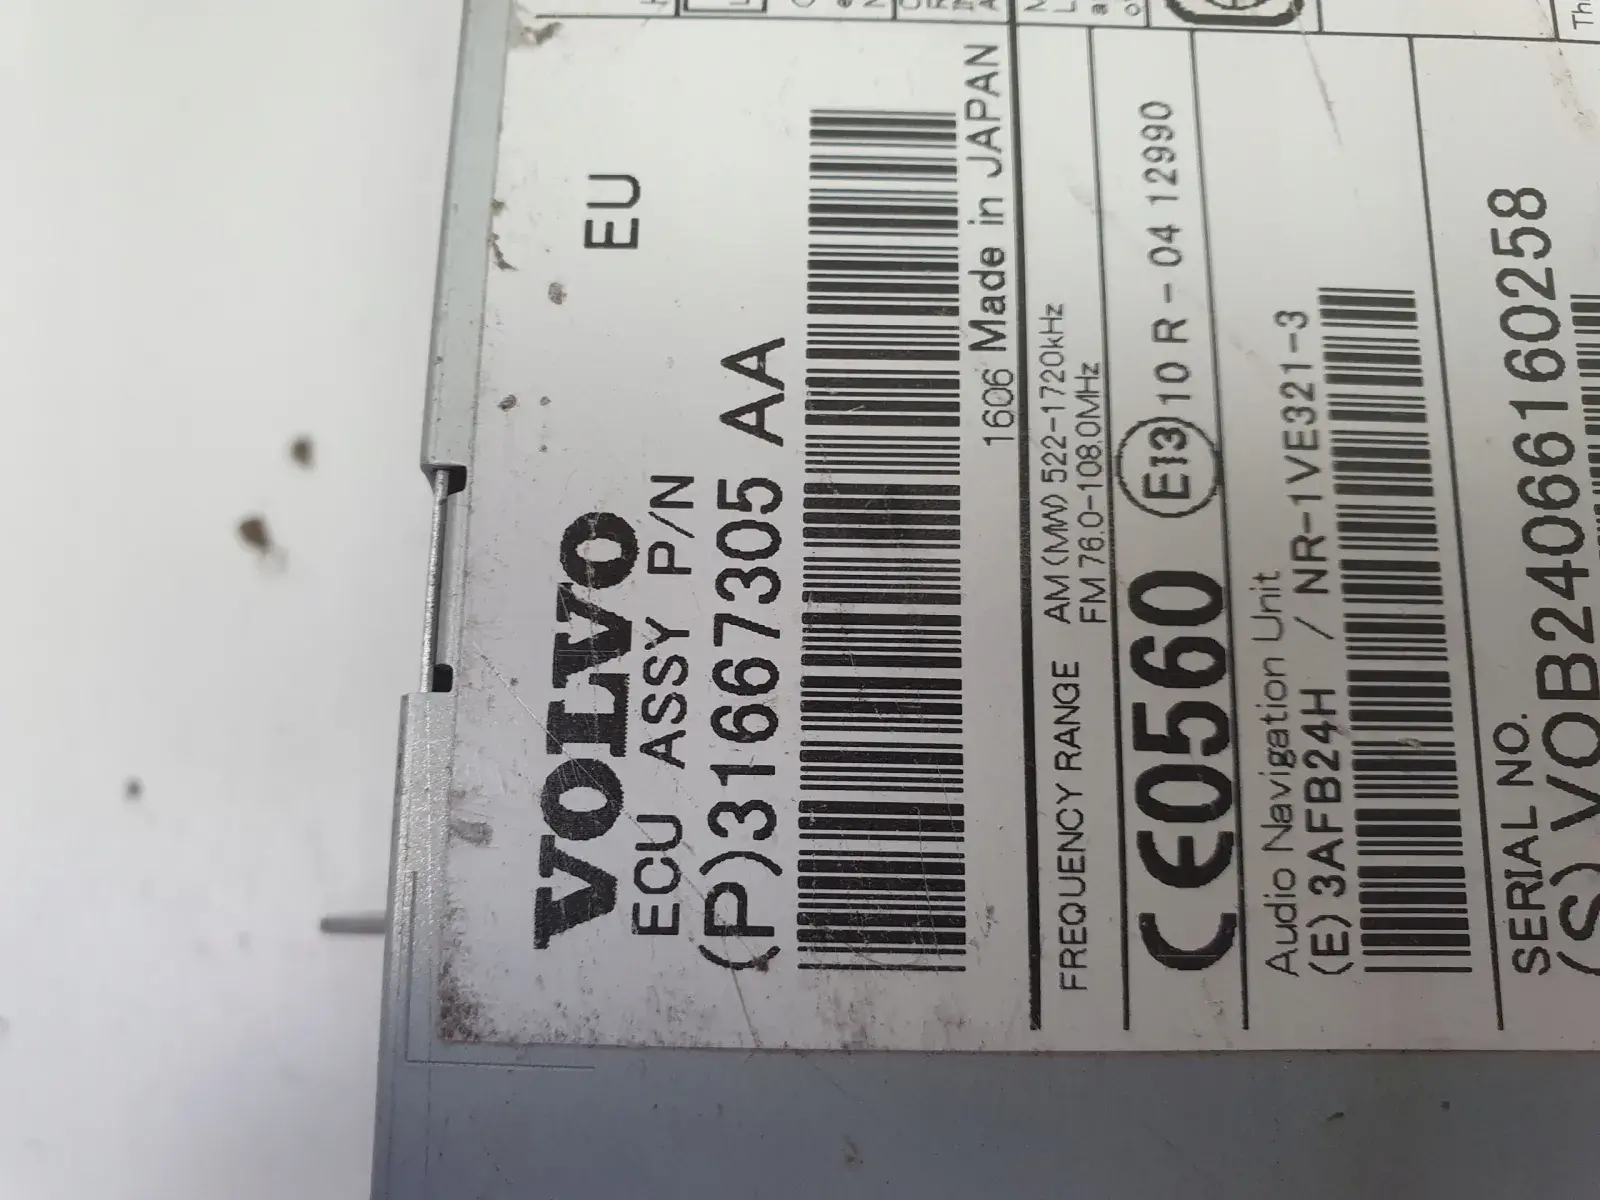 VOLVO EU
ECU ASSY P/N
(P)31667305 AA
1606 Made in JAPAN
FREQUENCY RANGE AM (MW) 522-1720kHz
FM 76.0-108.0MHz
CE0560 E13 10 R - 04 12990
Audio Navigation Unit
(E) 3AFB24H / NR-1VE321-3
SERIAL NO.
(S) VOB24066160258